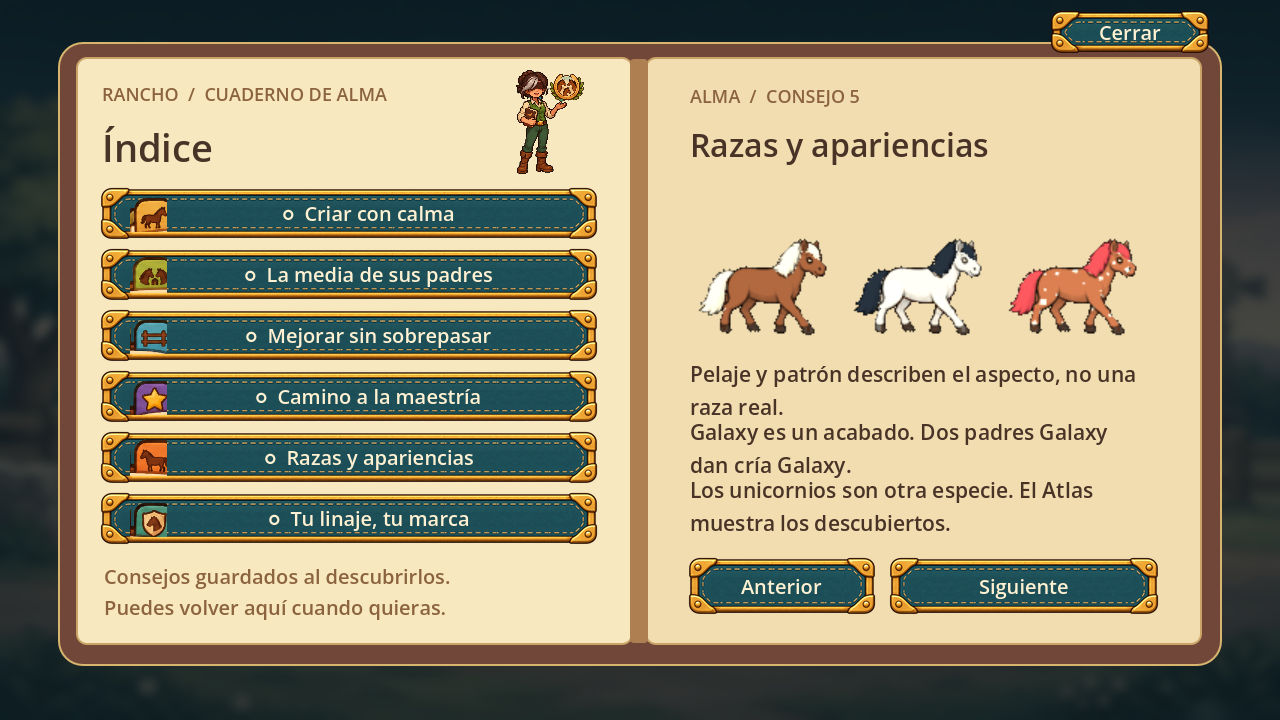 Cerrar
RANCHO / CUADERNO DE ALMA
Índice
Criar con calma
La media de sus padres
Mejorar sin sobrepasar
Camino a la maestría
Razas y apariencias
Tu linaje, tu marca
Consejos guardados al descubrirlos.
Puedes volver aquí cuando quieras.
ALMA / CONSEJO 5
Razas y apariencias
Pelaje y patrón describen el aspecto, no una
raza real.
Galaxy es un acabado. Dos padres Galaxy
dan cría Galaxy.
Los unicornios son otra especie. El Atlas
muestra los descubiertos.
Anterior
Siguiente